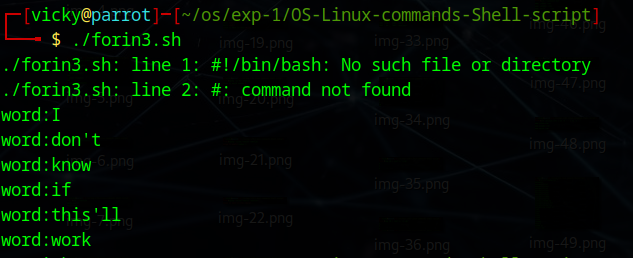 ┌─[vicky@parrot]─[~/os/exp-1/OS-Linux-commands-Shell-script]
└──╼ $ ./forin3.sh
./forin3.sh: line 1: #!/bin/bash: No such file or directory
./forin3.sh: line 2: #: command not found
word:I
word:don't
word:know
word:if
word:this'll
word:work
img-19.png
img-33.png
img-47.png
img-20.png
img-34.png
img-48.png
img-21.png
img-35.png
img-22.png
img-36.png
img-49.png